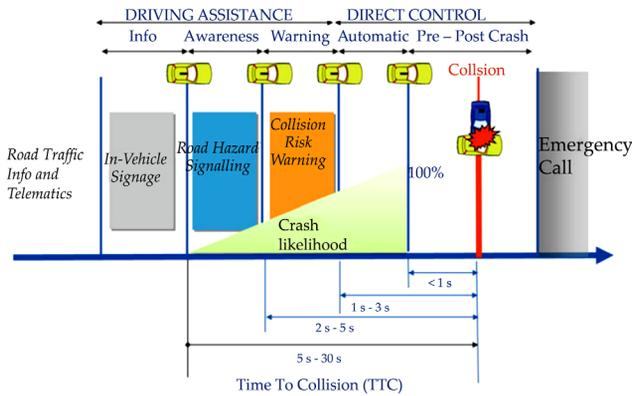 DRIVING ASSISTANCE DIRECT CONTROL
Info Awareness Warning Automatic Pre – Post Crash
Collsion
Road Traffic
Info and
Telematics
In-Vehicle
Signage
Road Hazard
Signalling
Collision
Risk
Warning
100%
Emergency
Call
Crash
likelihood
< 1 s
1 s - 3 s
2 s - 5 s
5 s - 30 s
Time To Collision (TTC)